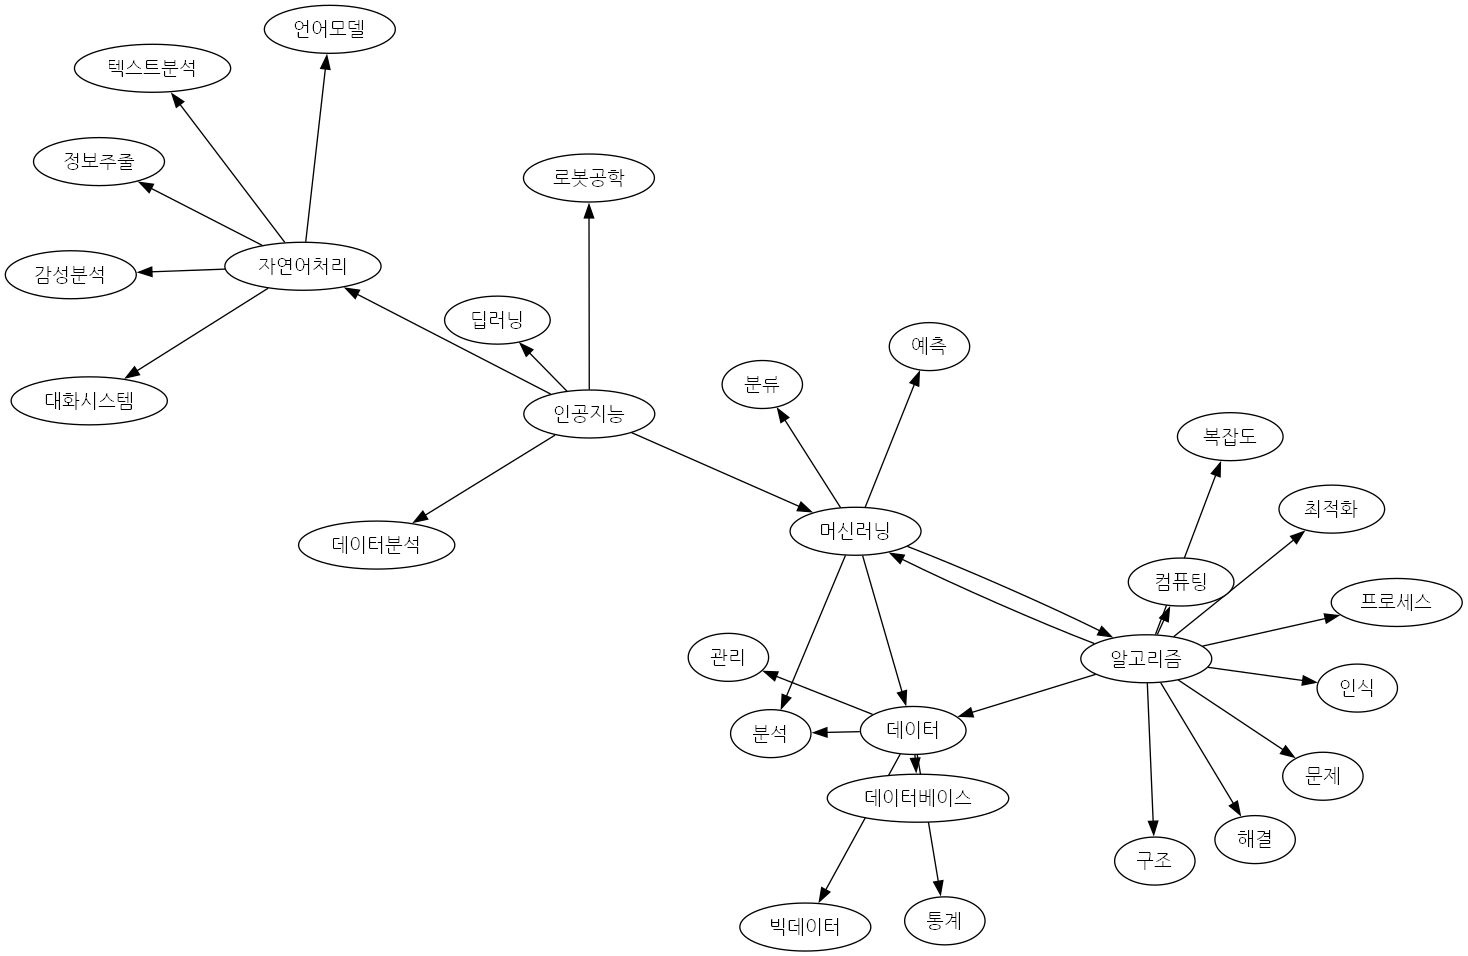 언어모델
텍스트분석
정보추출
로봇공학
자연어처리
감성분석
딥러닝
예측
분류
대화시스템
인공지능
복잡도
최적화
머신러닝
데이터분석
컴퓨팅
프로세스
관리
알고리즘
인식
데이터
분석
문제
데이터베이스
해결
구조
빅데이터
통계